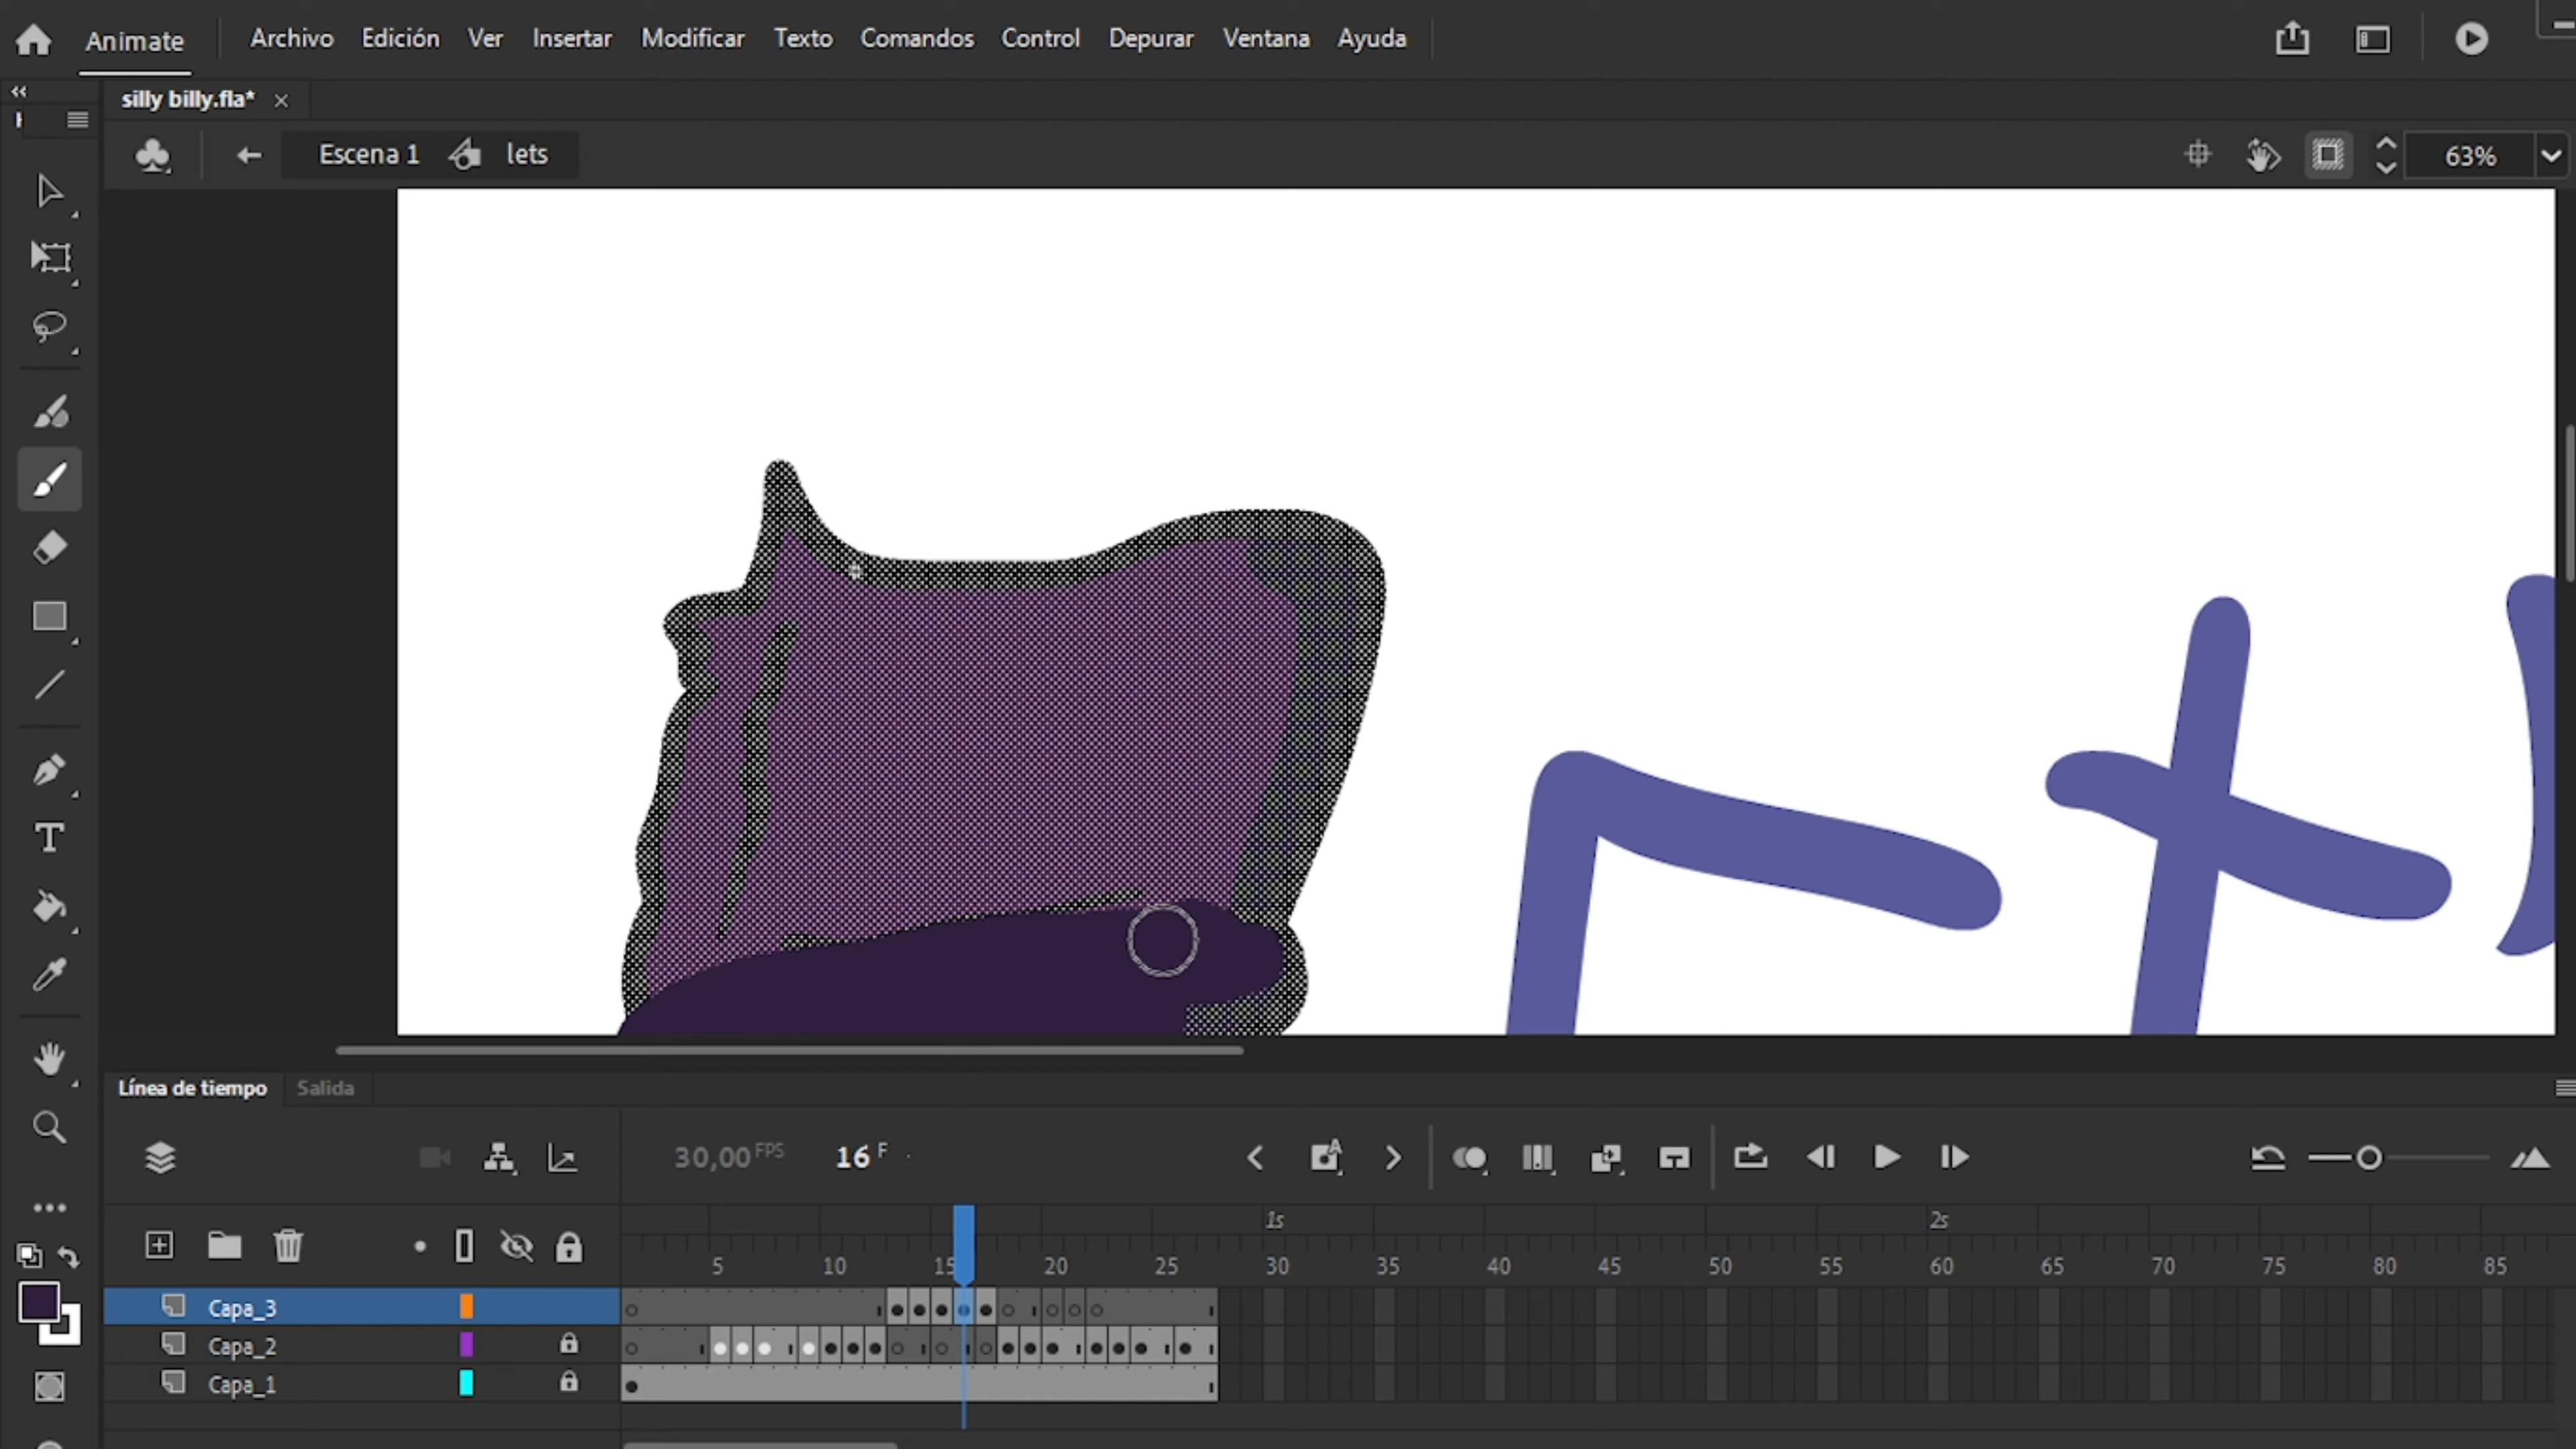 Animate Archivo Edición Ver Insertar Modificar Texto Comandos Control Depurar Ventana Ayuda
silly billy.fla* ×
Escena 1 lets 63%
T
Línea de tiempo Salida
30,00 FPS 16 F
1s 2s
5 10 15 20 25 30 35 40 45 50 55 60 65 70 75 80 85
Capa_3
Capa_2
Capa_1